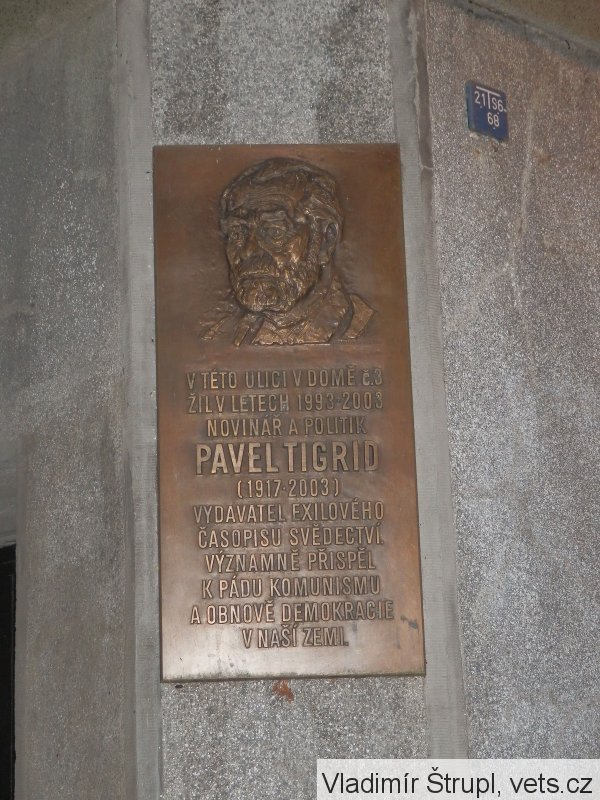 21 56
68
V TÉTO ULICI V DOMĚ č.3
ŽIL V LETECH 1993-2003
NOVINÁŘ A POLITIK
PAVEL TIGRID
(1917-2003)
VYDAVATEL EXILOVÉHO
ČASOPISU SVĚDECTVÍ.
VÝZNAMNĚ PŘISPĚL
K PÁDU KOMUNISMU
A OBNOVĚ DEMOKRACIE
V NAŠÍ ZEMI.
Vladimír Štrupl, vets.cz